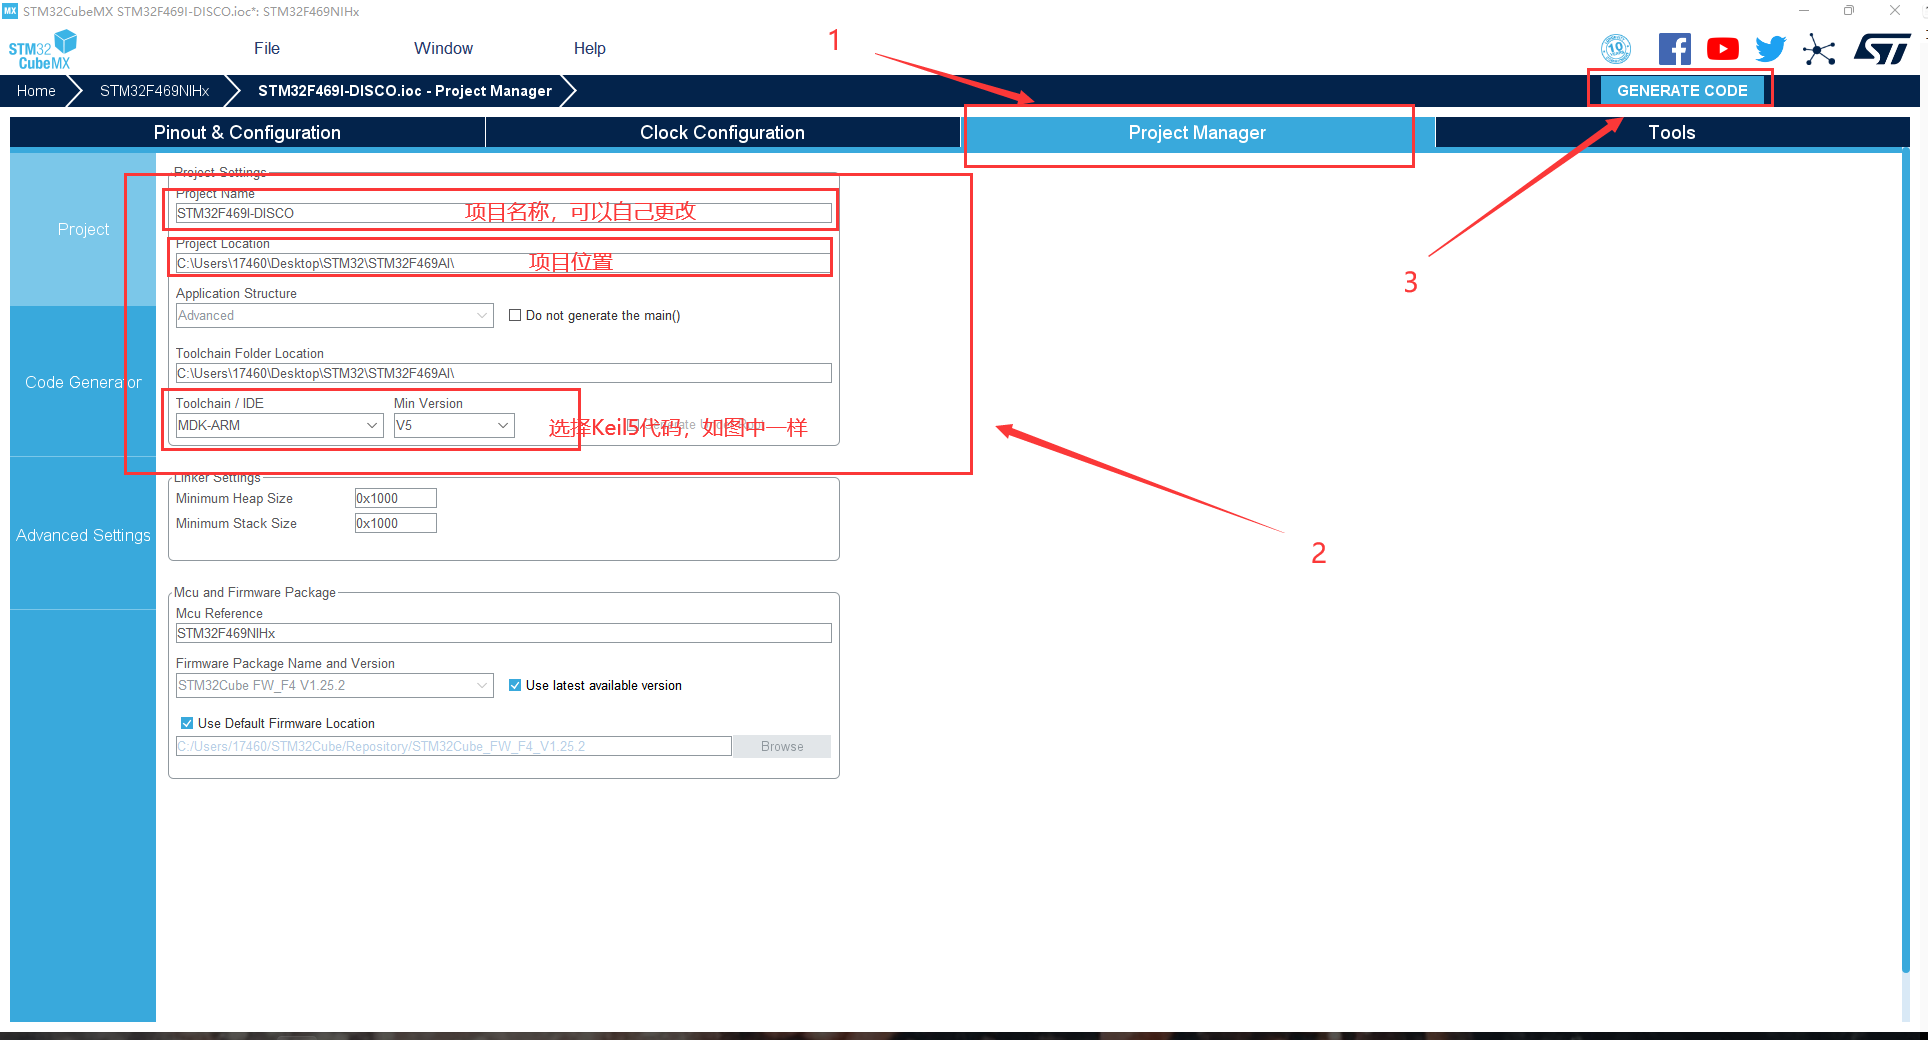 STM32CubeMX STM32F469I-DISCO.ioc*: STM32F469NIHx
1
STM32
CubeMX
File
Window
Help
10
Home
STM32F469NIHx
STM32F469I-DISCO.ioc - Project Manager
GENERATE CODE
Pinout & Configuration
Clock Configuration
Project Manager
Tools
3
Project
Code Generator
Advanced Settings
Project Settings
Project Name
STM32F469I-DISCO
项目名称，可以自己更改
Project Location
C:\Users\17460\Desktop\STM32\STM32F469AI\
项目位置
Application Structure
Advanced
Do not generate the main()
Toolchain Folder Location
C:\Users\17460\Desktop\STM32\STM32F469AI\
Toolchain / IDE
Min Version
MDK-ARM
V5
Generate Under Root
选择Keil5代码，如图中一样
2
Linker Settings
Minimum Heap Size
0x1000
Minimum Stack Size
0x1000
Mcu and Firmware Package
Mcu Reference
STM32F469NIHx
Firmware Package Name and Version
STM32Cube FW_F4 V1.25.2
Use latest available version
Use Default Firmware Location
C:/Users/17460/STM32Cube/Repository/STM32Cube_FW_F4_V1.25.2
Browse